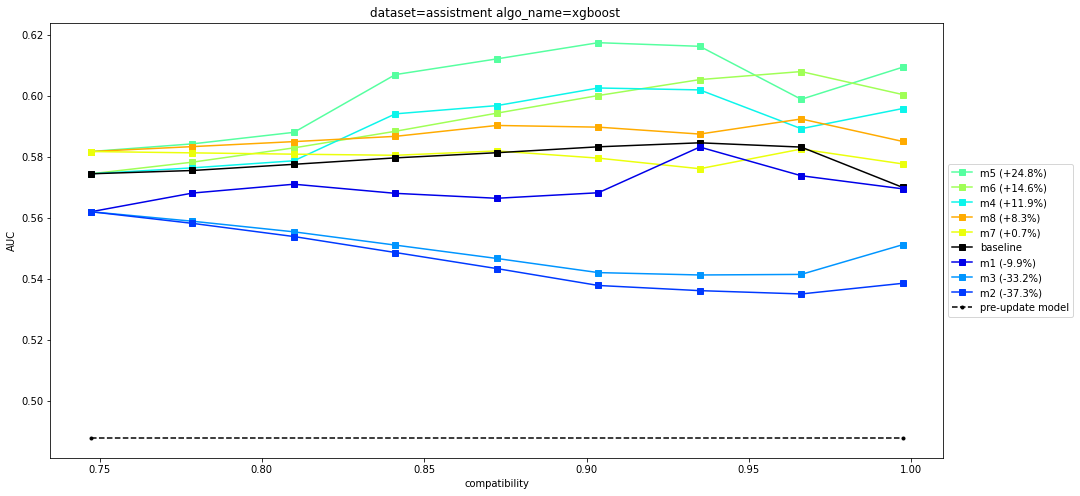 dataset=assistment algo_name=xgboost
0.62
0.60
0.58
0.56
0.54
0.52
0.50
AUC
0.75
0.80
0.85
0.90
0.95
1.00
compatibility
m5 (+24.8%)
m6 (+14.6%)
m4 (+11.9%)
m8 (+8.3%)
m7 (+0.7%)
baseline
m1 (-9.9%)
m3 (-33.2%)
m2 (-37.3%)
pre-update model